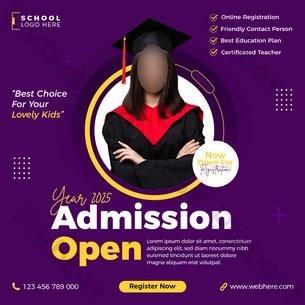 SCHOOL
LOGO HERE
Online Registration
Friendly Contact Person
Best Education Plan
Certificated Teacher
"Best Choice
For Your
Lovely Kids"
Now
Open For
Registration!
Year 2025
Admission
Open
Lorem ipsum dolor sit amet, consectetuer
adipiscing elit, sed diam nonummy nibh
euismod tincidunt ut laoreet dolore magna
aliquam erat volutpat.
123 456 789 000
Register Now
www.webhere.com